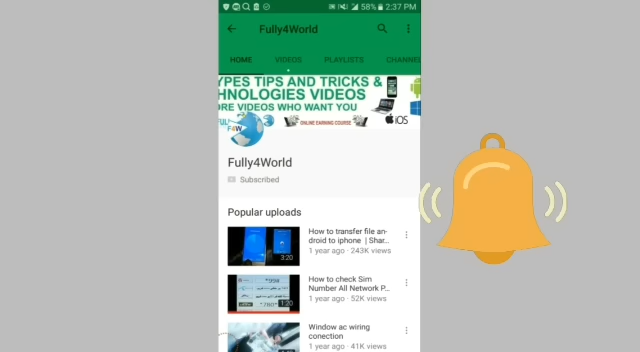 58% 2:37 PM
Fully4World
HOME VIDEOS PLAYLISTS CHANNEL
YPES TIPS AND TRICKS &
HNOLOGIES VIDEOS
ORE VIDEOS WHO WANT YOU
F4W
ONLINE EARNING COURSE
iOS
Fully4World
Subscribed
Popular uploads
How to transfer file an-
droid to iphone | Shar...
1 year ago · 243K views
3:20
How to check Sim
Number All Network P...
1 year ago · 52K views
1:20
Window ac wiring
conection
1 year ago · 41K views